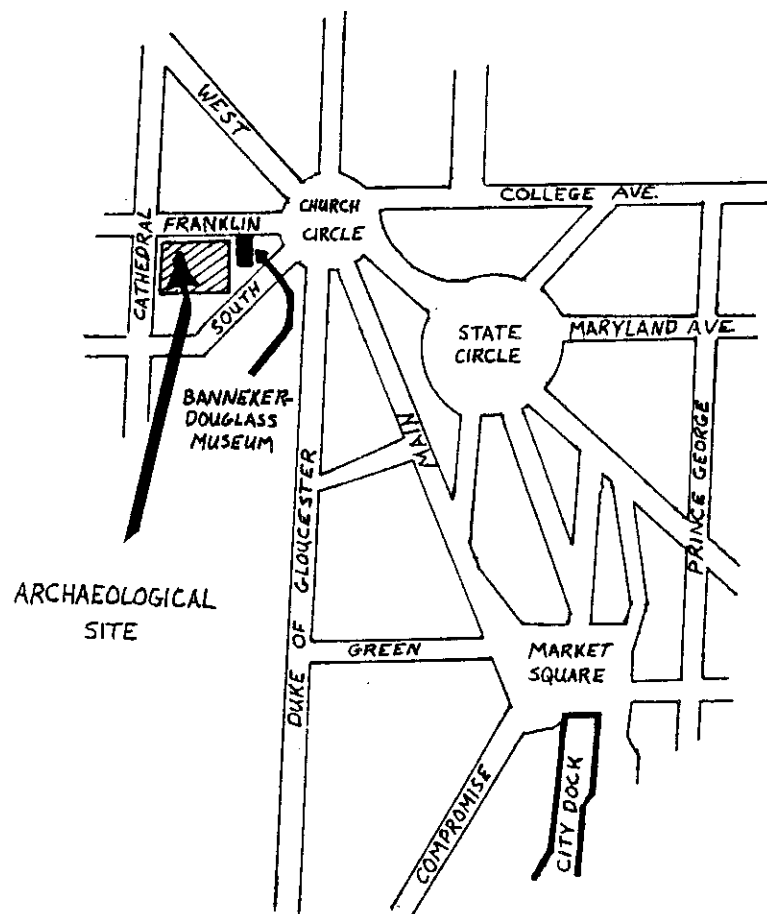 WEST
COLLEGE AVE.
CHURCH
CIRCLE
FRANKLIN
CATHEDRAL
SOUTH
STATE
CIRCLE
MARYLAND AVE.
BANNEKER-
DOUGLASS
MUSEUM
MAIN
PRINCE GEORGE
DUKE OF GLOUCESTER
ARCHAEOLOGICAL
SITE
GREEN
MARKET
SQUARE
COMPROMISE
CITY DOCK